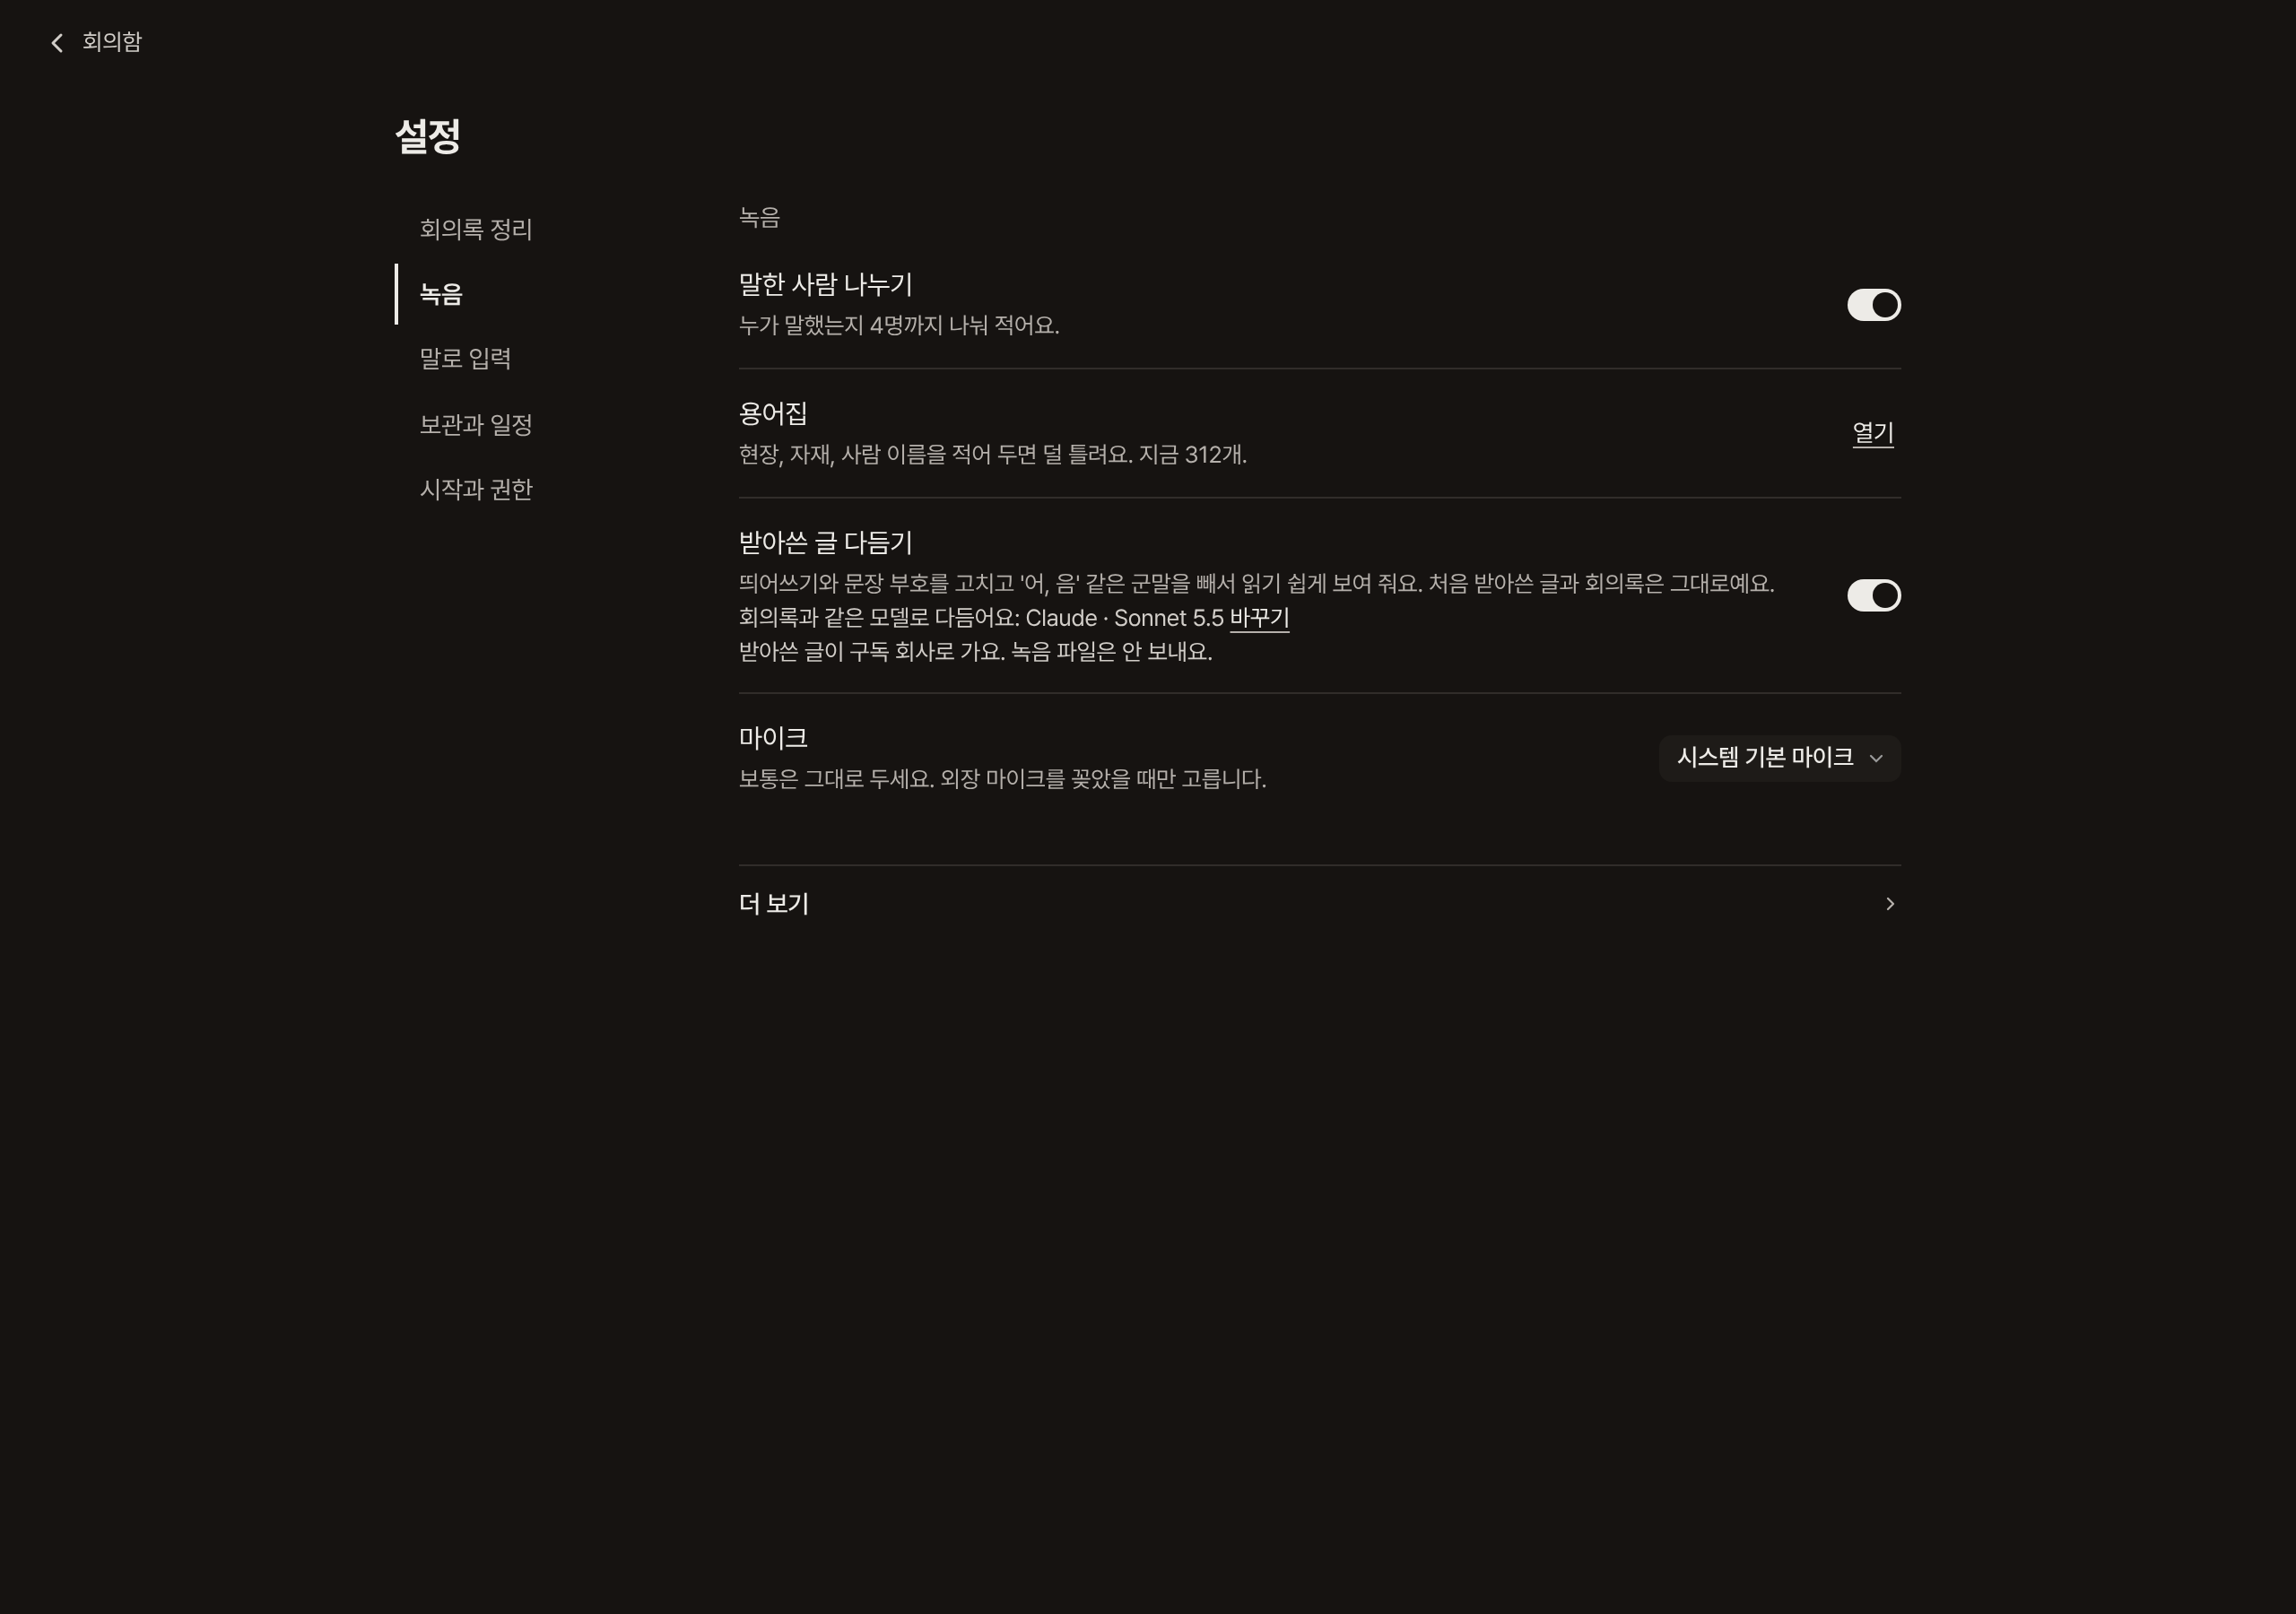 회의함
설정
회의록 정리
녹음
말로 입력
보관과 일정
시작과 권한
녹음
말한 사람 나누기
누가 말했는지 4명까지 나눠 적어요.
용어집
현장, 자재, 사람 이름을 적어 두면 덜 틀려요. 지금 312개.
열기
받아쓴 글 다듬기
띄어쓰기와 문장 부호를 고치고 '어, 음' 같은 군말을 빼서 읽기 쉽게 보여 줘요. 처음 받아쓴 글과 회의록은 그대로예요.
회의록과 같은 모델로 다듬어요: Claude · Sonnet 5.5 바꾸기
받아쓴 글이 구독 회사로 가요. 녹음 파일은 안 보내요.
마이크
보통은 그대로 두세요. 외장 마이크를 꽂았을 때만 고릅니다.
시스템 기본 마이크
더 보기